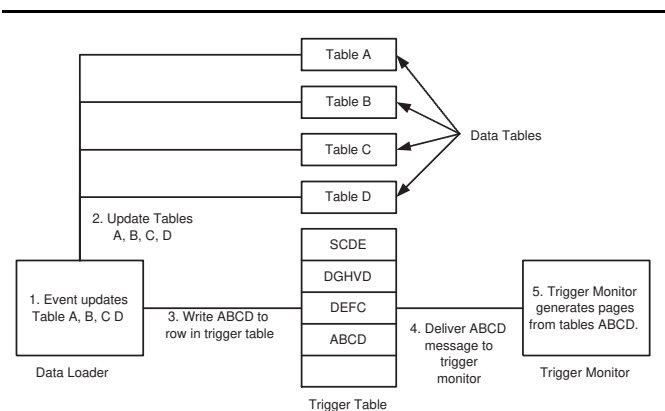 Table A
Table B
Table C
Table D
Data Tables
2. Update Tables
A, B, C, D
1. Event updates
Table A, B, C D
Data Loader
3. Write ABCD to
row in trigger table
SCDE
DGHVD
DEFC
ABCD
Trigger Table
4. Deliver ABCD
message to
trigger
monitor
5. Trigger Monitor
generates pages
from tables ABCD.
Trigger Monitor